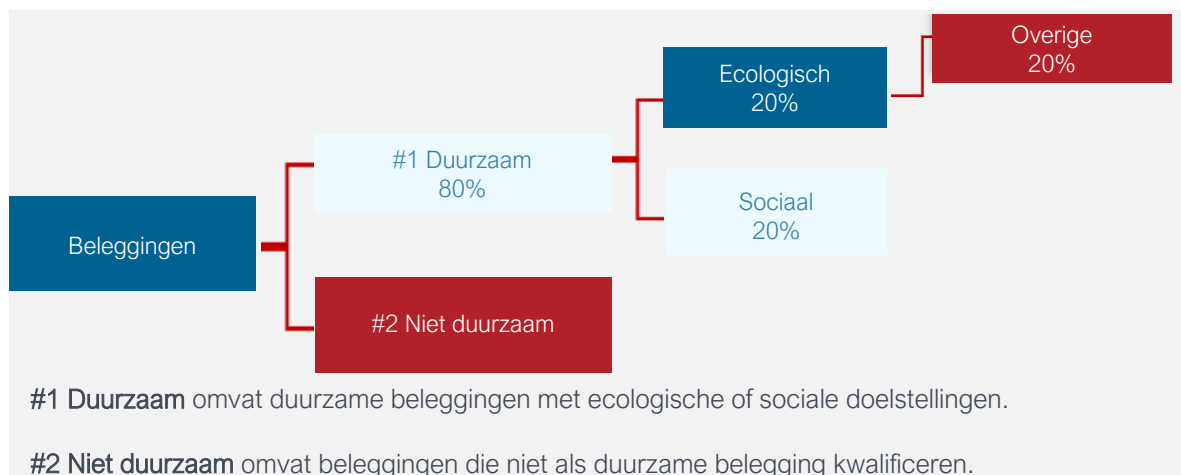 Overige
20%
Ecologisch
20%
#1 Duurzaam
80%
Sociaal
20%
Beleggingen
#2 Niet duurzaam
#1 Duurzaam omvat duurzame beleggingen met ecologische of sociale doelstellingen.
#2 Niet duurzaam omvat beleggingen die niet als duurzame belegging kwalificeren.